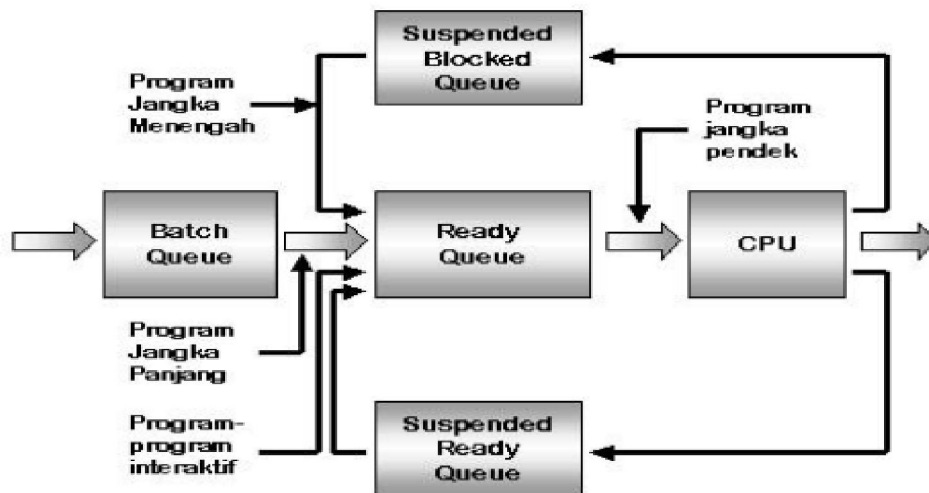 Suspended
Blocked
Queue
Program
Jangka
Menengah
Program
jangka
pendek
Batch
Queue
Ready
Queue
CPU
Program
Jangka
Panjang
Program-
program
interaktif
Suspended
Ready
Queue